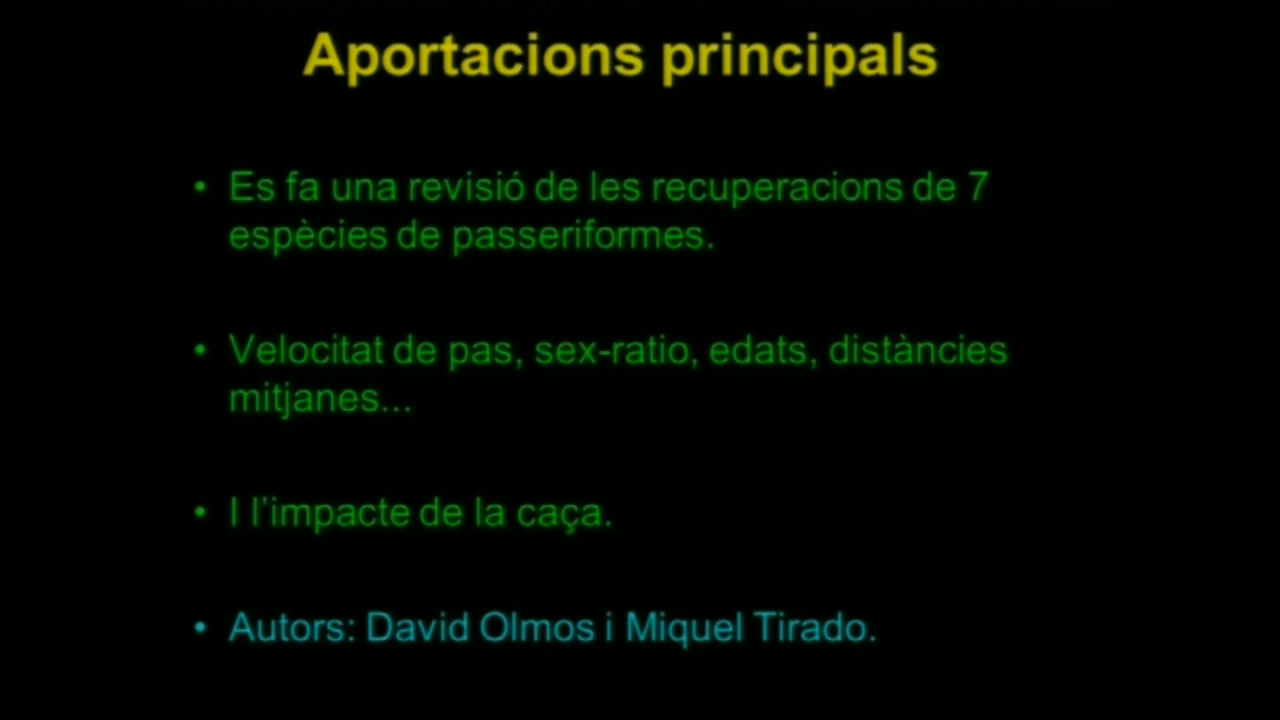 Aportacions principals
• Es fa una revisió de les recuperacions de 7
espècies de passeriformes.
• Velocitat de pas, sex-ratio, edats, distàncies
mitjanes...
• I l’impacte de la caça.
• Autors: David Olmos i Miquel Tirado.